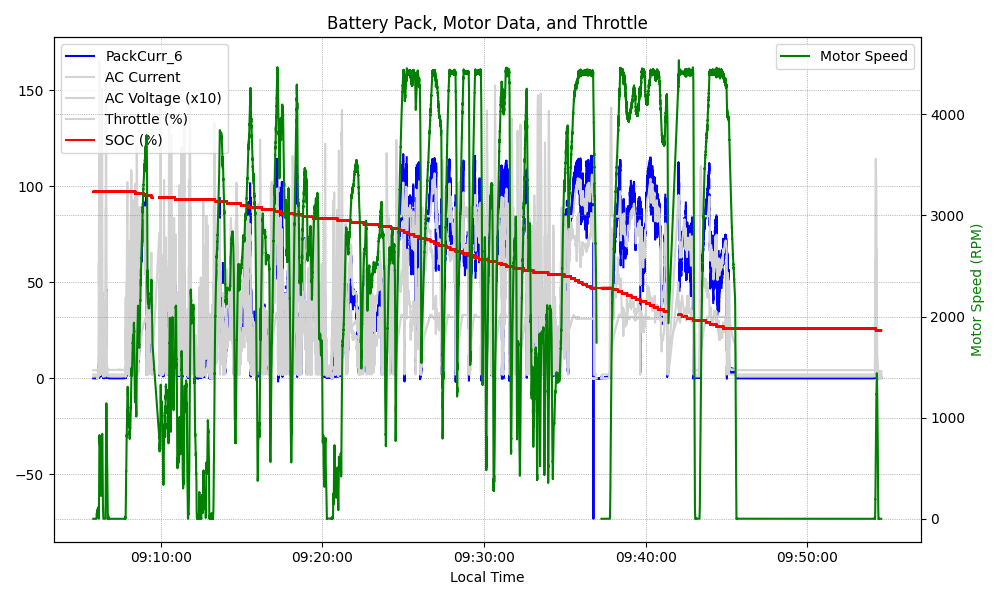 Battery Pack, Motor Data, and Throttle
PackCurr_6
AC Current
AC Voltage (x10)
Throttle (%)
SOC (%)
Motor Speed
150
100
50
0
−50
4000
3000
2000
1000
0
Motor Speed (RPM)
09:10:00
09:20:00
09:30:00
09:40:00
09:50:00
Local Time